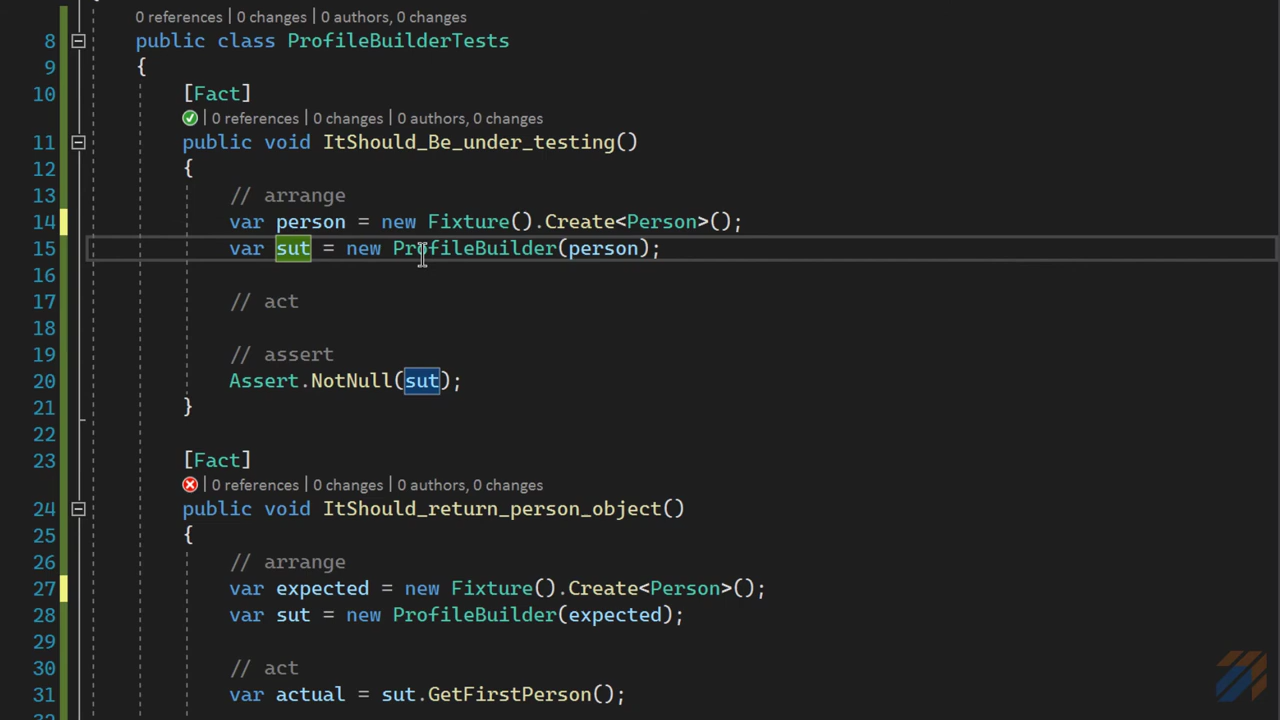 0 references | 0 changes | 0 authors, 0 changes
8 public class ProfileBuilderTests
9 {
10 [Fact]
| 0 references | 0 changes | 0 authors, 0 changes
11 public void ItShould_Be_under_testing()
12 {
13 // arrange
14 var person = new Fixture().Create<Person>();
15 var sut = new ProfileBuilder(person);
16
17 // act
18
19 // assert
20 Assert.NotNull(sut);
21 }
22
23 [Fact]
| 0 references | 0 changes | 0 authors, 0 changes
24 public void ItShould_return_person_object()
25 {
26 // arrange
27 var expected = new Fixture().Create<Person>();
28 var sut = new ProfileBuilder(expected);
29
30 // act
31 var actual = sut.GetFirstPerson();